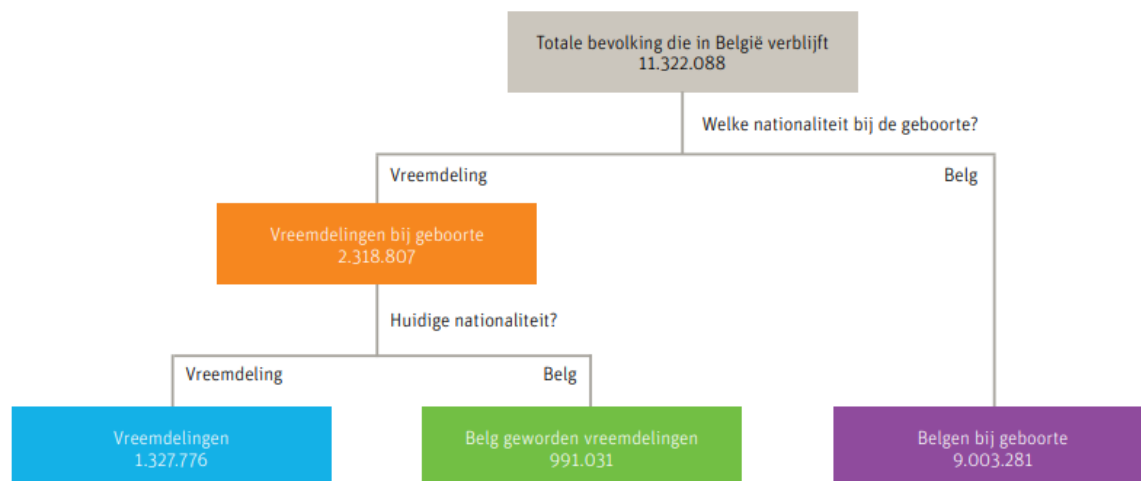 Totale bevolking die in België verblijft
11.322.088
Welke nationaliteit bij de geboorte?
Vreemdeling
Belg
Vreemdelingen bij geboorte
2.318.807
Huidige nationaliteit?
Vreemdeling
Belg
Vreemdelingen
1.327.776
Belg geworden vreemdelingen
991.031
Belgen bij geboorte
9.003.281